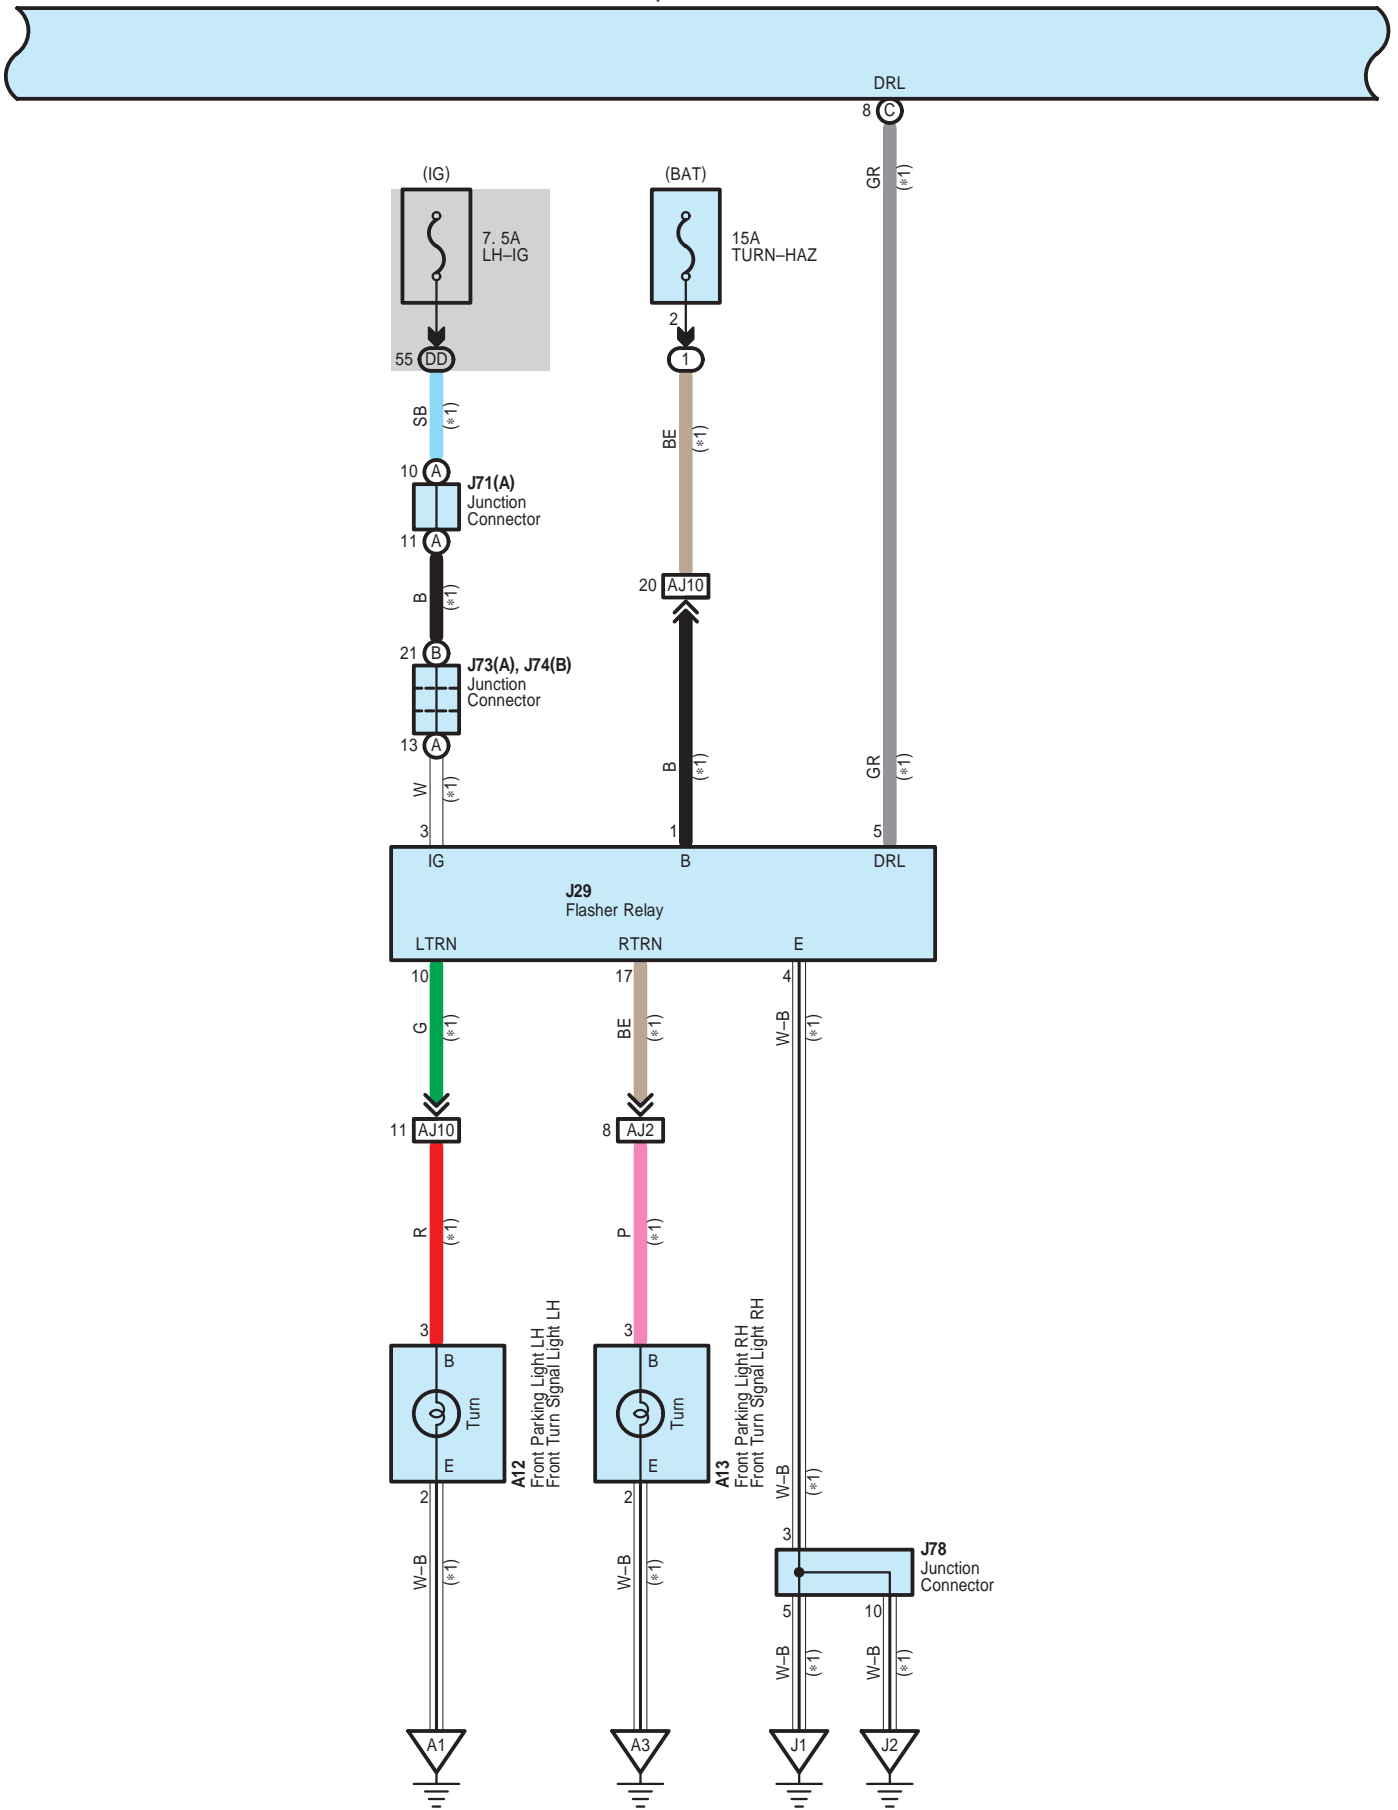 DRL
8 C
(IG)
(BAT)
GR
(*1)
7. 5A
LH–IG
15A
TURN–HAZ
2
55 DD
1
SB
(*1)
BE
(*1)
10 A
J71(A)
Junction
Connector
11 A
B
(*1)
20 AJ10
21 B
J73(A), J74(B)
Junction
Connector
13 A
W
(*1)
B
(*1)
GR
(*1)
3
1
5
IG
B
DRL
J29
Flasher Relay
LTRN
RTRN
E
10
17
4
G
(*1)
BE
(*1)
W–B
(*1)
11 AJ10
8 AJ2
R
(*1)
P
(*1)
3
3
B
Turn
E
A12
Front Parking Light LH
Front Turn Signal Light LH
B
Turn
E
A13
Front Parking Light RH
Front Turn Signal Light RH
W–B
(*1)
2
2
3
J78
Junction
Connector
W–B
(*1)
W–B
(*1)
5
10
W–B
(*1)
W–B
(*1)
A1
A3
J1
J2